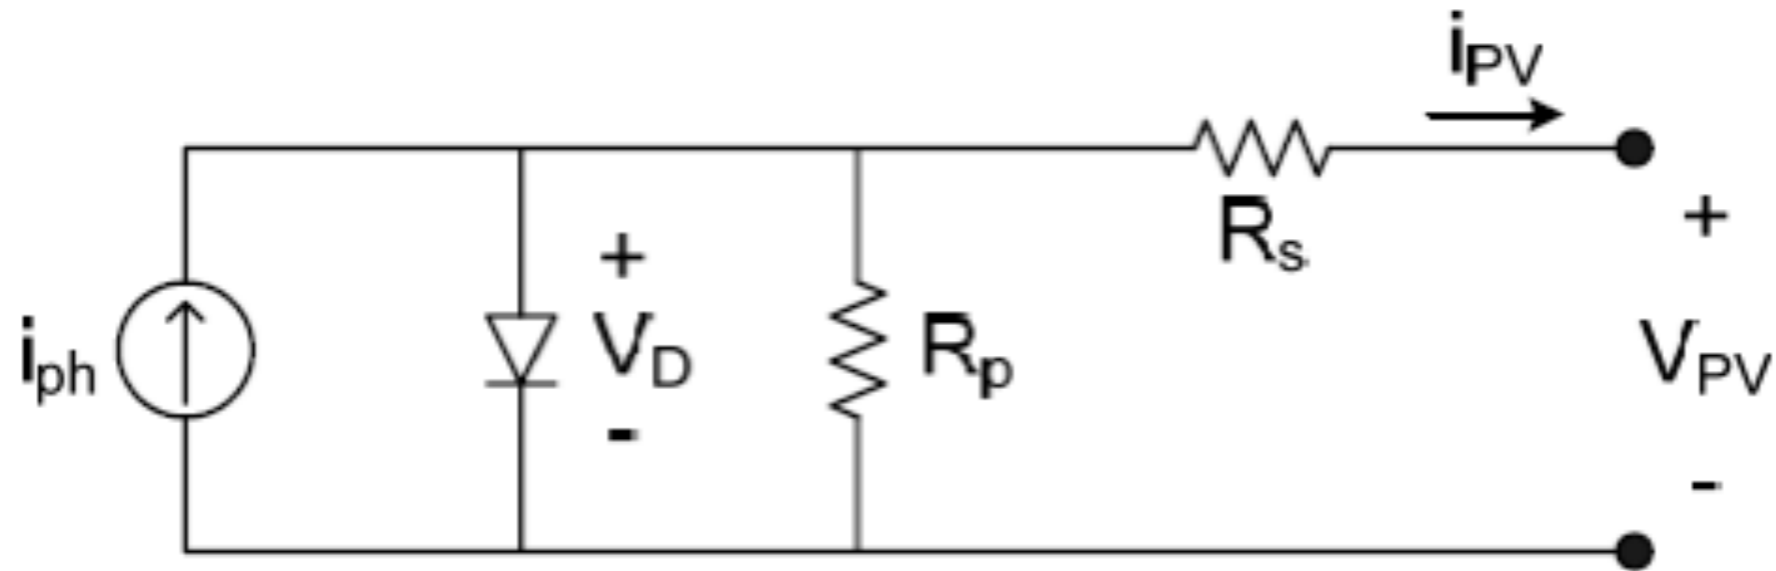 iPV
Rs
+
+
iph
VD
Rp
VPV
-
-